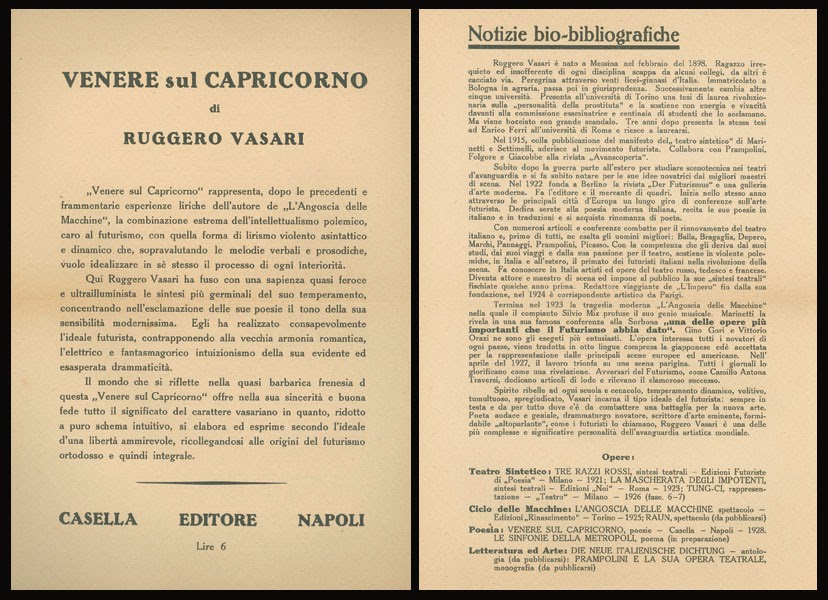 VENERE sul CAPRICORNO
di
RUGGERO VASARI
„Venere sul Capricorno“ rappresenta, dopo le precedenti e
frammentarie esperienze liriche dell'autore de „L'Angoscia delle
Macchine“, la combinazione estrema dell'intellettualismo polemico,
caro al futurismo, con quella forma di lirismo violento asintattico
e dinamico che, sopravalutando le melodie verbali e prosodiche,
vuole idealizzare in sè stesso il processo di ogni interiorità.
Qui Ruggero Vasari ha fuso con una sapienza quasi feroce
e ultrailluminista le sintesi più germinali del suo temperamento,
concentrando nell'esclamazione delle sue poesie il tono della sua
sensibilità modernissima. Egli ha realizzato consapevolmente
l'ideale futurista, contrapponendo alla vecchia armonia romantica,
l'elettrico e fantasmagorico intuizionismo della sua evidente ed
esasperata drammaticità.
Il mondo che si riflette nella quasi barbarica frenesia d
questa „Venere sul Capricorno“ offre nella sua sincerità e buona
fede tutto il significato del carattere vasariano in quanto, ridotto
a puro schema intuitivo, si elabora ed esprime secondo l'ideale
d'una libertà ammirevole, ricollegandosi alle origini del futurismo
ortodosso e quindi integrale.
CASELLA EDITORE NAPOLI
Lire 6
Notizie bio-bibliografiche
Ruggero Vasari è nato a Messina nel febbraio del 1898. Ragazzo irre-
quieto ed insofferente di ogni disciplina scappa da alcuni collegi, da altri è
cacciato via. Peregrina attraverso venti licei-ginnasi d'Italia. Immatricolato a
Bologna in agraria, passa poi in giurisprudenza. Successivamente cambia altre
cinque università. Presenta all'università di Torino una tesi di laurea rivoluzio-
naria sulla „personalità della prostituta“ e la sostiene con energia e vivacità
davanti alla commissione esaminatrice e centinaia di studenti che lo acclamano.
Ma viene bocciato con grande scandalo. Tre anni dopo presenta la stessa tesi
ad Enrico Ferri all'università di Roma e riesce a laurearsi.
Nel 1915, colla pubblicazione del manifesto del„ teatro sintetico“ di Mari-
netti e Settimelli, aderisce al movimento futurista. Collabora con Prampolini,
Folgore e Giacobbe alla rivista „Avanscoperta“.
Subito dopo la guerra parte all'estero per studiare scenotecnica nei teatri
d'avanguardia e si fa subito notare per le sue idee novatrici dai migliori maestri
di scena. Nel 1922 fonda a Berlino la rivista „Der Futurismus“ e una galleria
d'arte moderna. Fa l'editore e il mercante di quadri. Inizia nello stesso anno
attraverso le principali città d'Europa un lungo giro di conferenze sull'arte
futurista. Dedica serate alla poesia moderna italiana, recita le sue poesie in
italiano e in traduzioni e si acquista rinomanza di poeta.
Con numerosi articoli e conferenze combatte per il rinnovamento del teatro
italiano e, primo di tutti, ne esalta gli uomini migliori: Balla, Bragaglia, Depero,
Marchi, Pannaggi, Prampolini, Picasso. Con la competenza che gli deriva dai suoi
studi, dai suoi viaggi e dalla sua passione per il teatro, sostiene in violente pole-
miche, in Italia e all'estero, il primato dei futuristi italiani nella rivoluzione della
scena. Fa conoscere in Italia artisti ed opere del teatro russo, tedesco e francese.
Diventa attore e maestro di scena ed impone al pubblico la sue „sintesi teatrali“
fischiate qualche anno prima. Redattore viaggiante de „L'Impero“ fin dalla sua
fondazione, nel 1924 è corrispondente artistico da Parigi.
Termina nel 1923 la tragedia moderna „L'Angoscia delle Macchine“
nella quale il compianto Silvio Mix profuse il suo genio musicale. Marinetti la
rivela in una sua famosa conferenza alla Sorbona „una delle opere più
importanti che il Futurismo abbia dato“. Gino Gori e Vittorio
Orazi ne sono gli esegeti più entusiasti. L'opera interessa tutti i novatori di
ogni paese, viene tradotta in otto lingue compresa la giapponese ed è accettata
per la rappresentazione dalle principali scene europee ed americane. Nell'
aprile del 1927, il lavoro trionfa su una scena parigina. Tutti i giornali lo
glorificano come una rivelazione. Avversari del Futurismo, come Camillo Antona
Traversi, dedicano articoli di lode e rilevano il clamoroso successo.
Spirito ribelle ad ogni scuola e cenacolo, temperamento dinamico, volitivo,
tumultuoso, spregiudicato, Vasari incarna il tipo ideale del futurista: sempre in
testa e da per tutto dove c'è da combattere una battaglia per la nuova arte.
Poeta audace e geniale, drammaturgo novatore, scrittore d'arte eminente, formi-
dabile „altoparlante“, come i futuristi lo chiamano, Ruggero Vasari è una delle
più complesse e significative personalità dell'avanguardia artistica mondiale.
Opere:
Teatro Sintetico: TRE RAZZI ROSSI, sintesi teatrali – Edizioni Futuriste
di „Poesia“ – Milano – 1921; LA MASCHERATA DEGLI IMPOTENTI,
sintesi teatrali – Edizioni „Noi“ – Roma – 1923; TUNG-CI, rappresen-
tazione – „Teatro“ – Milano – 1926 (fasc. 6–7)
Ciclo delle Macchine: L'ANGOSCIA DELLE MACCHINE spettacolo –
Edizioni „Rinascimento“ – Torino – 1925; RAUN, spettacolo (da pubblicarsi)
Poesia: VENERE SUL CAPRICORNO, poesie – Casella – Napoli – 1928.
LE SINFONIE DELLA METROPOLI, poema (in preparazione)
Letteratura ed Arte: DIE NEUE ITALIENISCHE DICHTUNG – antolo-
gia (da pubblicarsi): PRAMPOLINI E LA SUA OPERA TEATRALE,
monografia (da pubblicarsi)